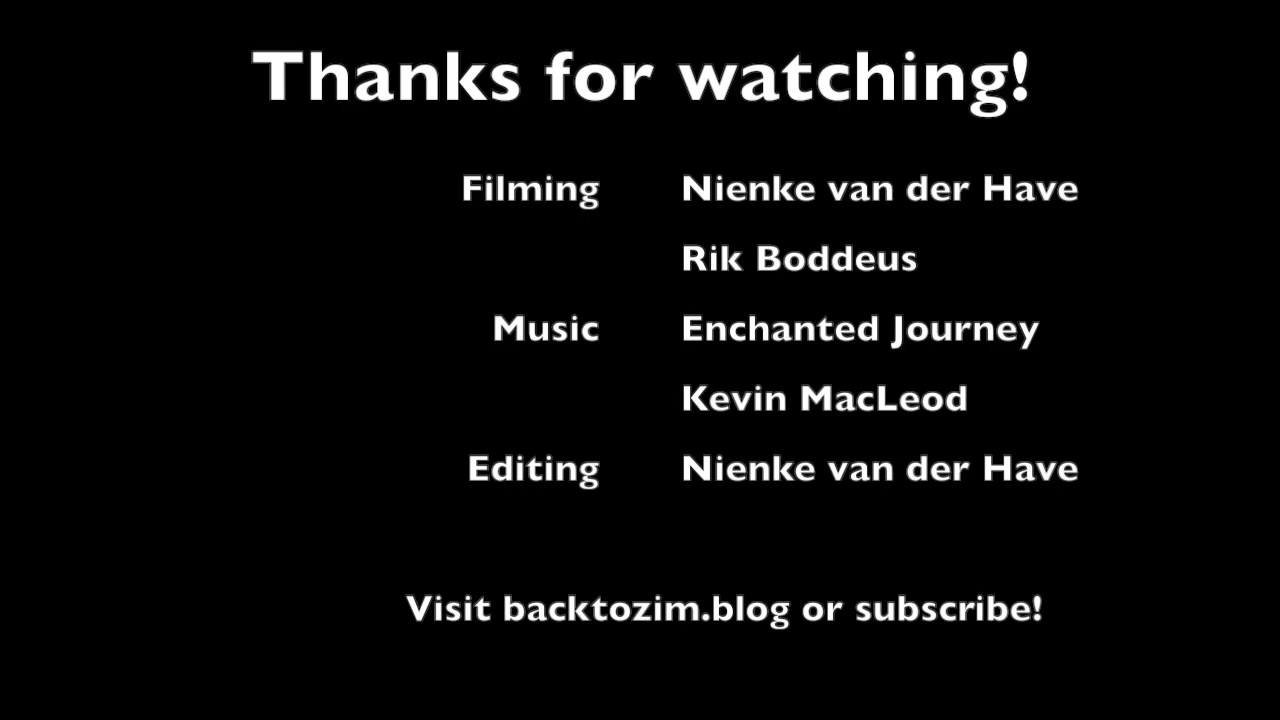 Thanks for watching!
Filming Nienke van der Have
Rik Boddeus
Music Enchanted Journey
Kevin MacLeod
Editing Nienke van der Have
Visit backtozim.blog or subscribe!